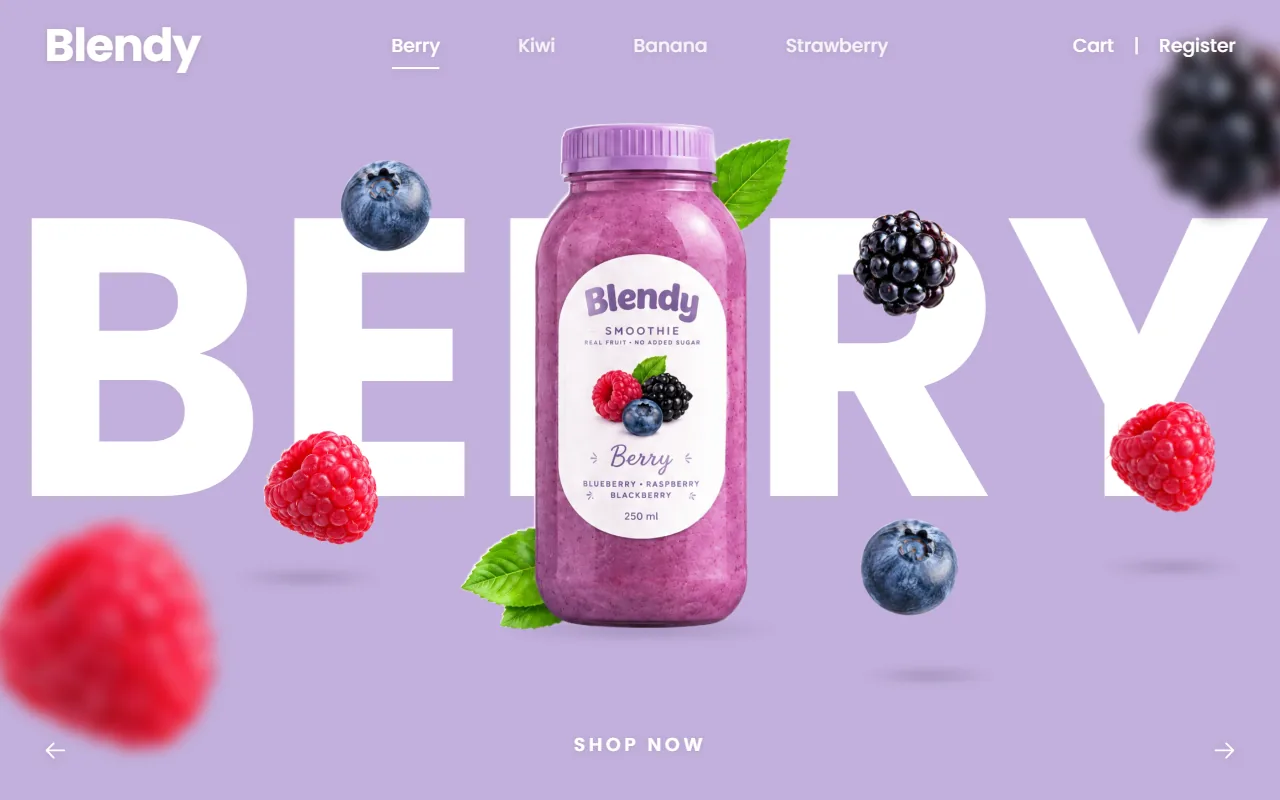 Blendy
Berry Kiwi Banana Strawberry
Cart | Register
BERRY
Blendy
SMOOTHIE
REAL FRUIT • NO ADDED SUGAR
Berry
BLUEBERRY • RASPBERRY
BLACKBERRY
250 ml
← SHOP NOW →